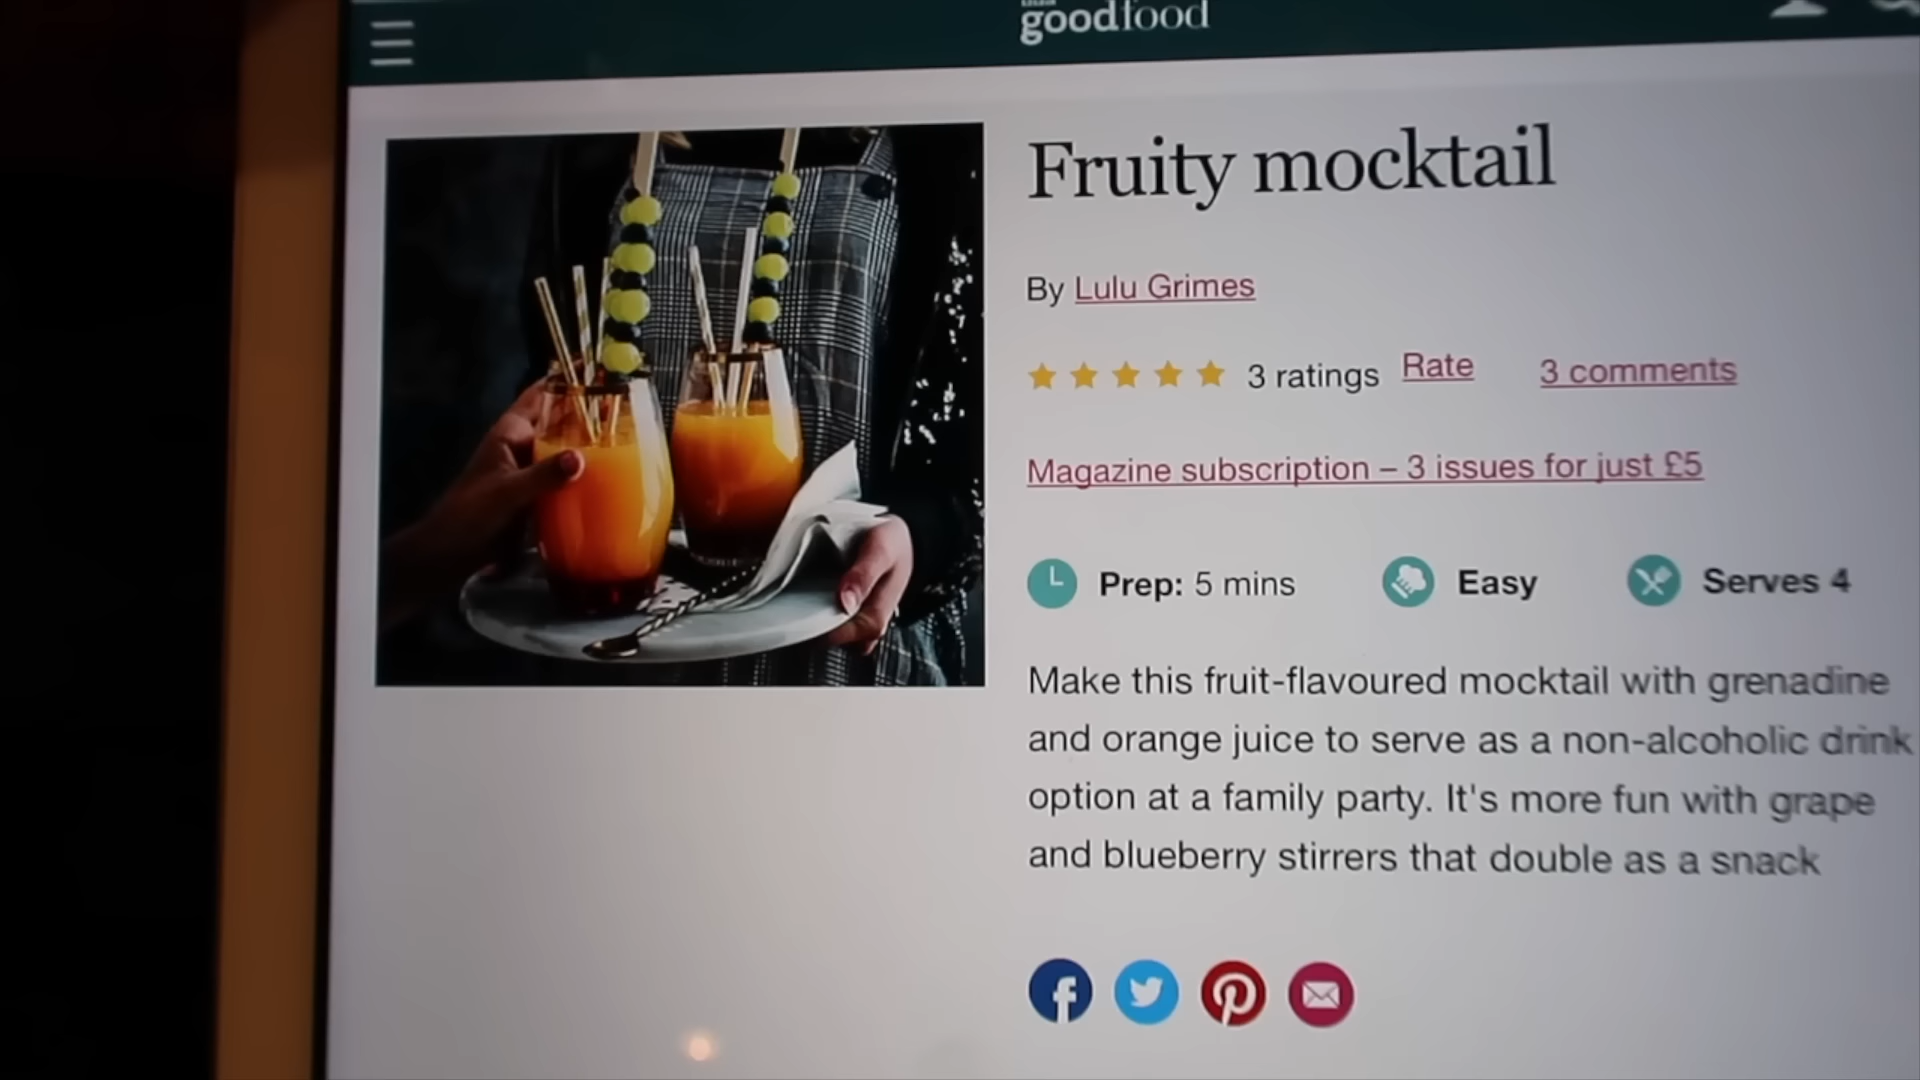 goodfood
Fruity mocktail
By Lulu Grimes
3 ratings Rate 3 comments
Magazine subscription – 3 issues for just £5
Prep: 5 mins Easy Serves 4
Make this fruit-flavoured mocktail with grenadine
and orange juice to serve as a non-alcoholic drink
option at a family party. It's more fun with grape
and blueberry stirrers that double as a snack